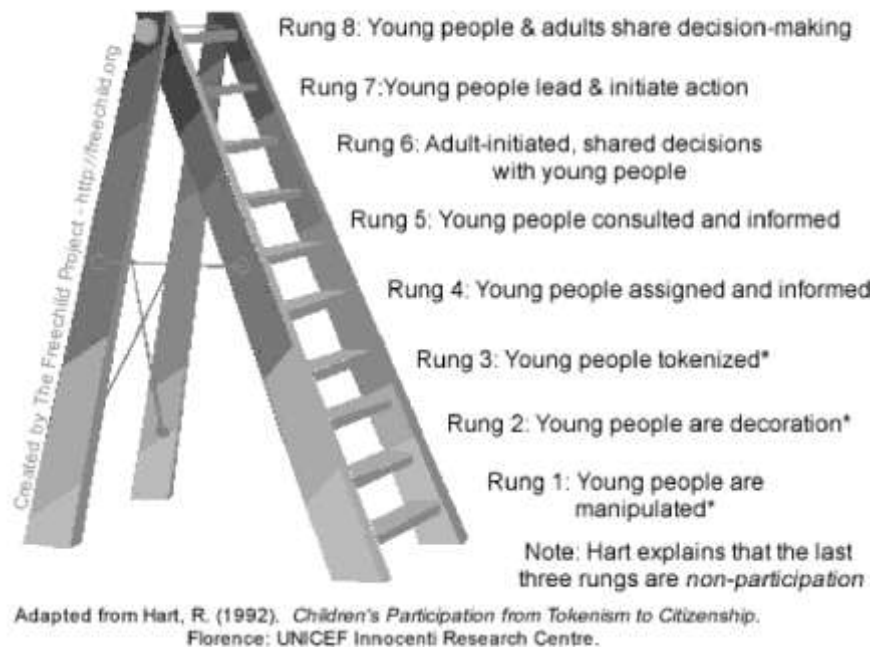 Rung 8: Young people & adults share decision-making
Rung 7:Young people lead & initiate action
Rung 6: Adult-initiated, shared decisions
with young people
Rung 5: Young people consulted and informed
Rung 4: Young people assigned and informed
Rung 3: Young people tokenized*
Rung 2: Young people are decoration*
Rung 1: Young people are
manipulated*
Note: Hart explains that the last
three rungs are non-participation
Created by The Freechild Project - http://freechild.org
Adapted from Hart, R. (1992). Children's Participation from Tokenism to Citizenship.
Florence: UNICEF Innocenti Research Centre.